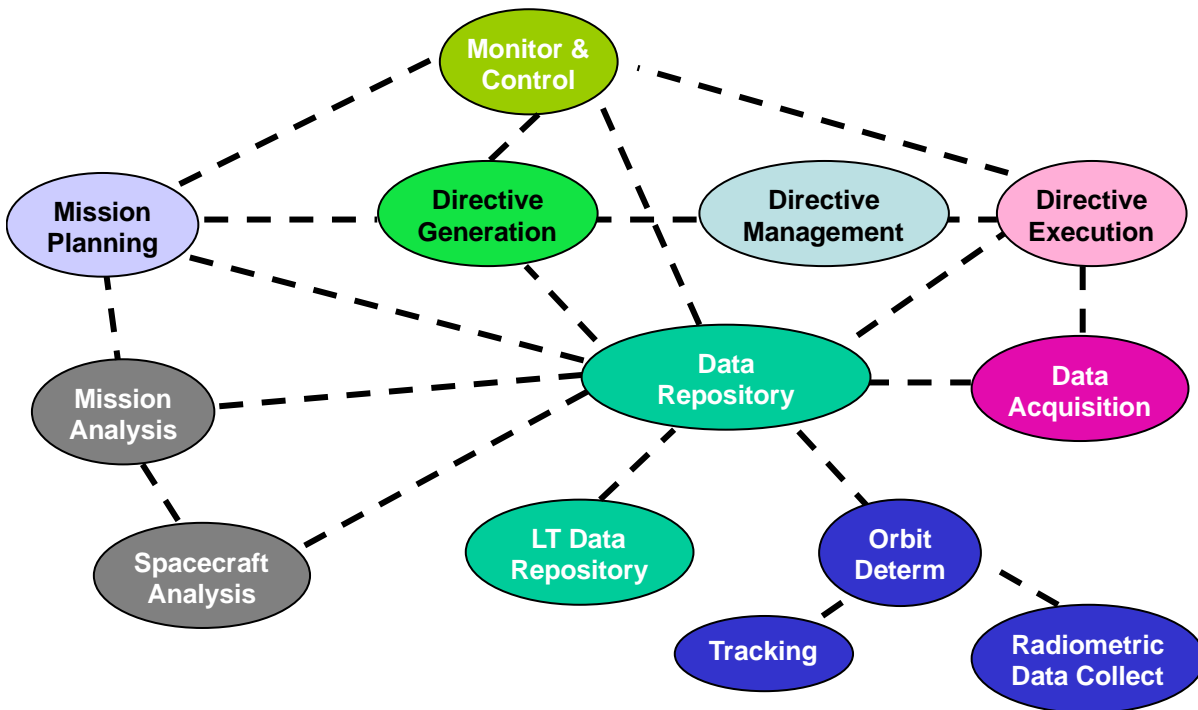 Monitor &
Control
Mission
Planning
Directive
Generation
Directive
Management
Directive
Execution
Mission
Analysis
Data
Repository
Data
Acquisition
Spacecraft
Analysis
LT Data
Repository
Orbit
Determ
Tracking
Radiometric
Data Collect